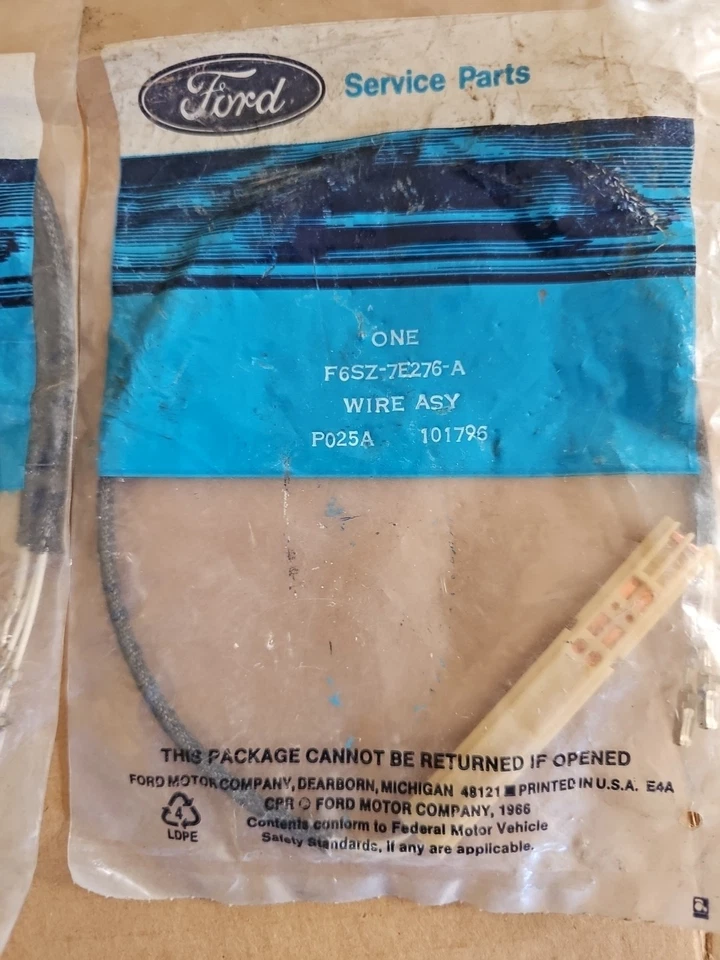 Ford Service Parts
ONE
F6SZ-7E276-A
WIRE ASY
P025A 101796
THIS PACKAGE CANNOT BE RETURNED IF OPENED
FORD MOTOR COMPANY, DEARBORN, MICHIGAN 48121 ■ PRINTED IN U.S.A. E4A
CPR © FORD MOTOR COMPANY, 1966
Contents conform to Federal Motor Vehicle
Safety Standards, if any are applicable.
4
LDPE